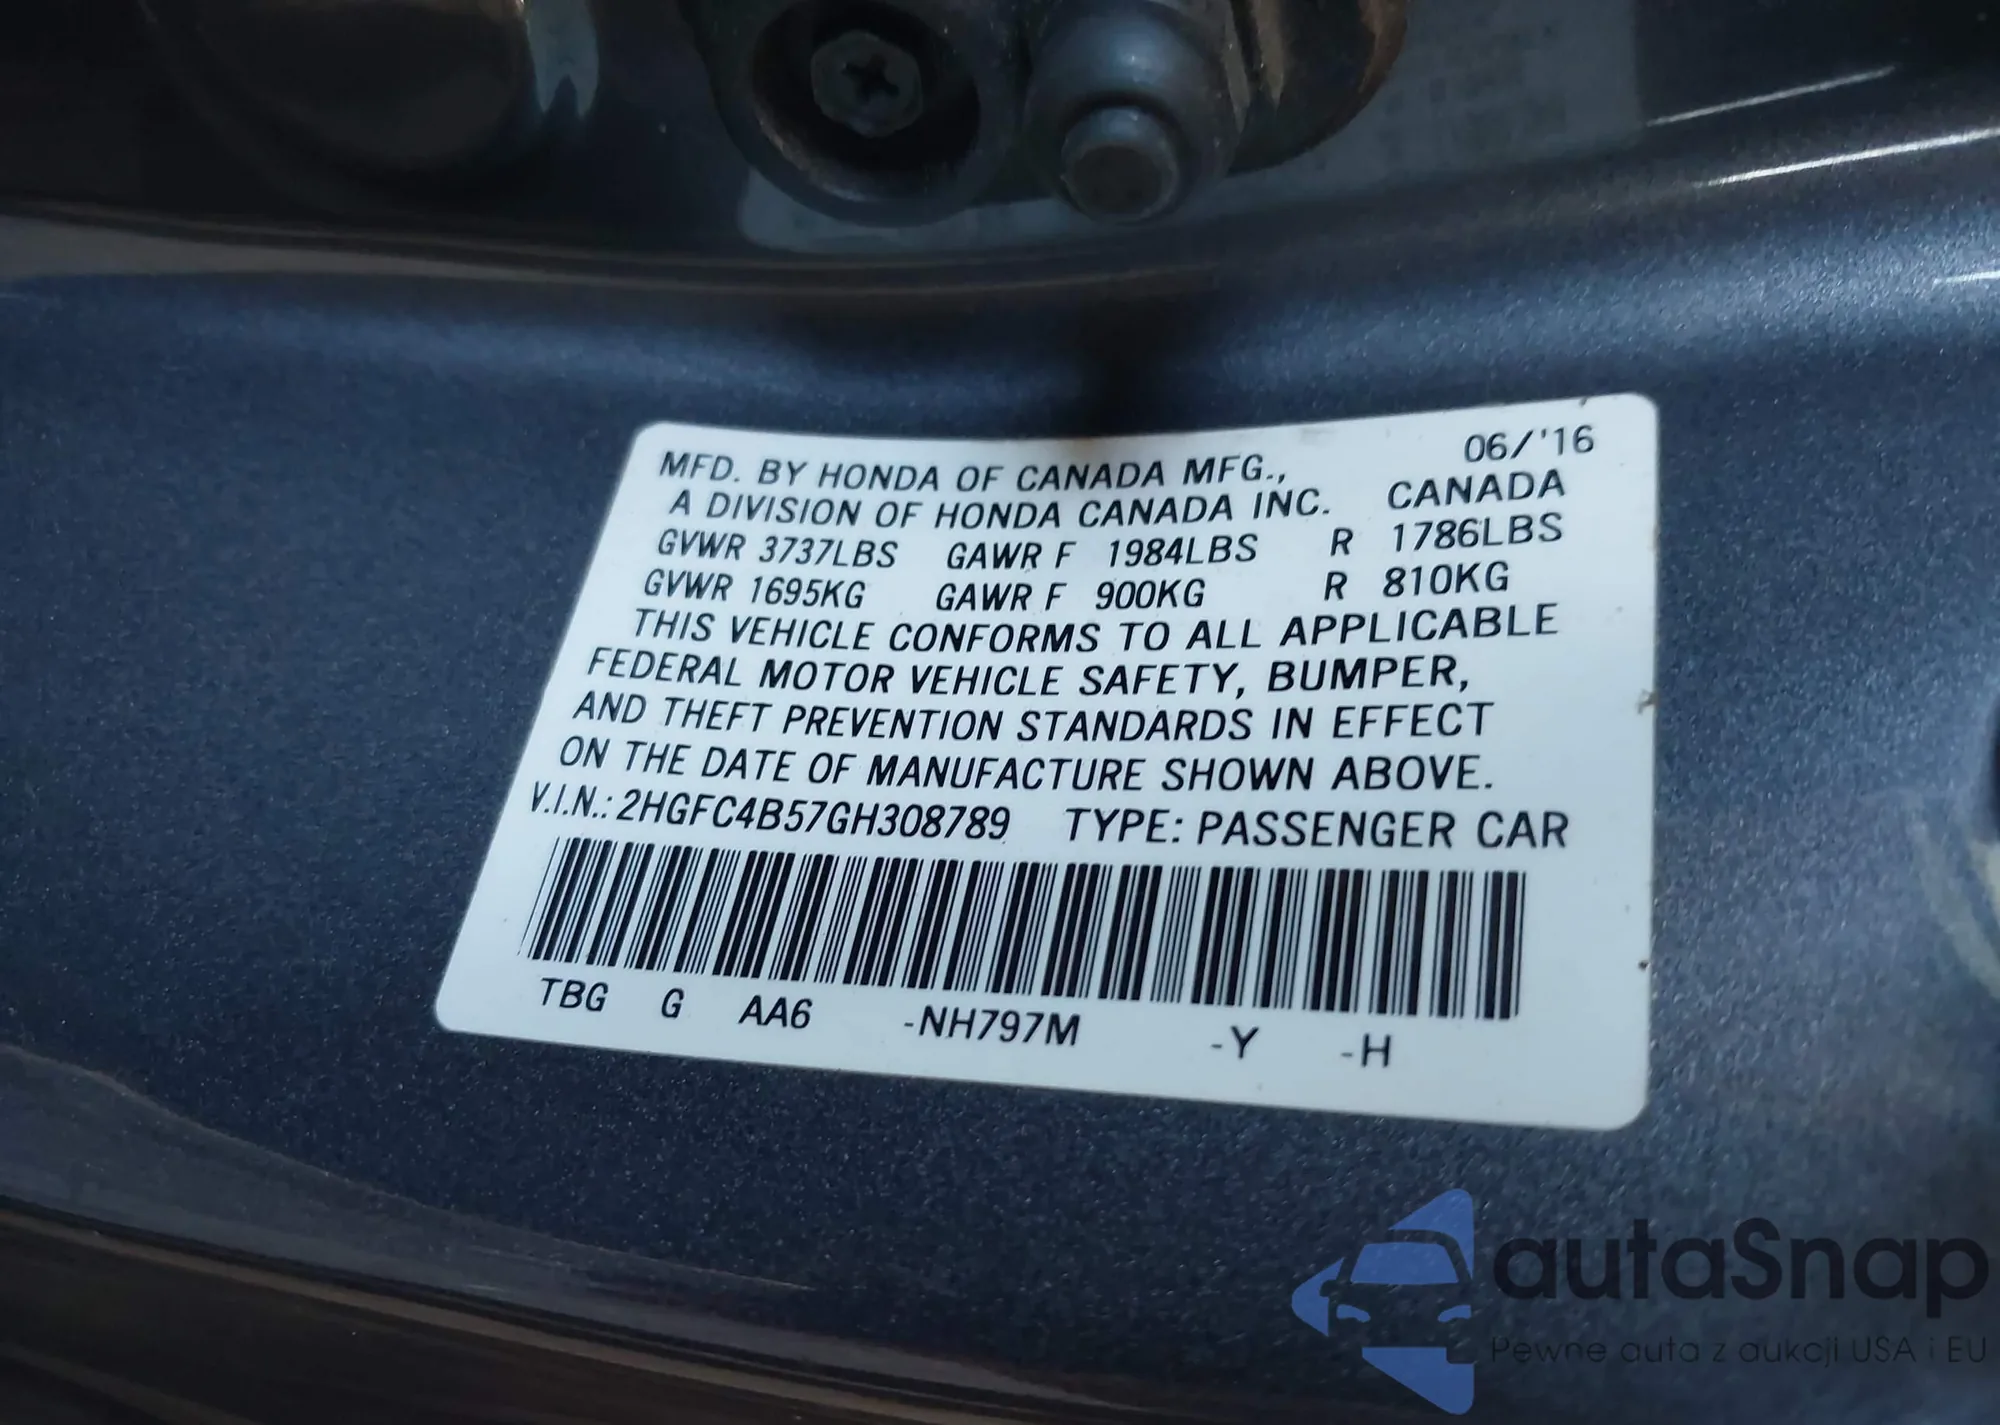 MFD. BY HONDA OF CANADA MFG., 06/'16
A DIVISION OF HONDA CANADA INC. CANADA
GVWR 3737LBS GAWR F 1984LBS R 1786LBS
GVWR 1695KG GAWR F 900KG R 810KG
THIS VEHICLE CONFORMS TO ALL APPLICABLE
FEDERAL MOTOR VEHICLE SAFETY, BUMPER,
AND THEFT PREVENTION STANDARDS IN EFFECT
ON THE DATE OF MANUFACTURE SHOWN ABOVE.
V.I.N.: 2HGFC4B57GH308789 TYPE: PASSENGER CAR
TBG G AA6 -NH797M -Y -H
autaSnap
Pewne auta z aukcji USA i EU